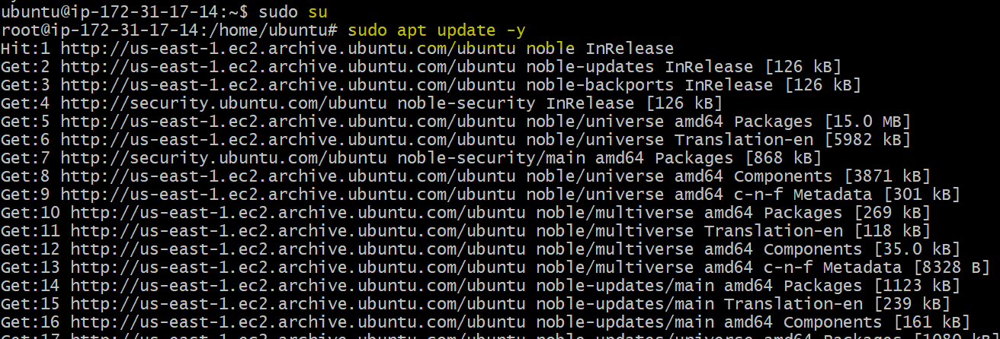 ubuntu@ip-172-31-17-14:~$ sudo su
root@ip-172-31-17-14:/home/ubuntu# sudo apt update -y
Hit:1 http://us-east-1.ec2.archive.ubuntu.com/ubuntu noble InRelease
Get:2 http://us-east-1.ec2.archive.ubuntu.com/ubuntu noble-updates InRelease [126 kB]
Get:3 http://us-east-1.ec2.archive.ubuntu.com/ubuntu noble-backports InRelease [126 kB]
Get:4 http://security.ubuntu.com/ubuntu noble-security InRelease [126 kB]
Get:5 http://us-east-1.ec2.archive.ubuntu.com/ubuntu noble/universe amd64 Packages [15.0 MB]
Get:6 http://us-east-1.ec2.archive.ubuntu.com/ubuntu noble/universe Translation-en [5982 kB]
Get:7 http://security.ubuntu.com/ubuntu noble-security/main amd64 Packages [868 kB]
Get:8 http://us-east-1.ec2.archive.ubuntu.com/ubuntu noble/universe amd64 Components [3871 kB]
Get:9 http://us-east-1.ec2.archive.ubuntu.com/ubuntu noble/universe amd64 c-n-f Metadata [301 kB]
Get:10 http://us-east-1.ec2.archive.ubuntu.com/ubuntu noble/multiverse amd64 Packages [269 kB]
Get:11 http://us-east-1.ec2.archive.ubuntu.com/ubuntu noble/multiverse Translation-en [118 kB]
Get:12 http://us-east-1.ec2.archive.ubuntu.com/ubuntu noble/multiverse amd64 Components [35.0 kB]
Get:13 http://us-east-1.ec2.archive.ubuntu.com/ubuntu noble/multiverse amd64 c-n-f Metadata [8328 B]
Get:14 http://us-east-1.ec2.archive.ubuntu.com/ubuntu noble-updates/main amd64 Packages [1123 kB]
Get:15 http://us-east-1.ec2.archive.ubuntu.com/ubuntu noble-updates/main Translation-en [239 kB]
Get:16 http://us-east-1.ec2.archive.ubuntu.com/ubuntu noble-updates/main amd64 Components [161 kB]
Get:17 http://us-east-1.ec2.archive.ubuntu.com/ubuntu noble-updates/universe amd64 Packages